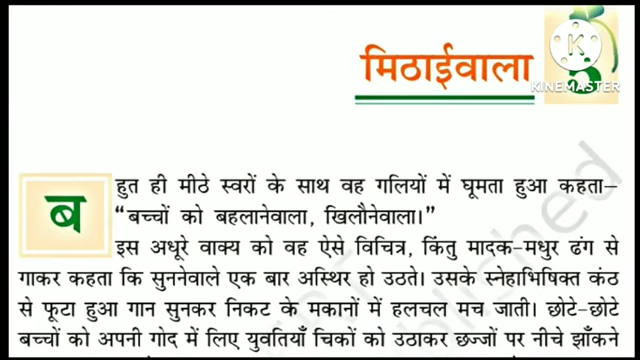 मिठाईवाला
KINEMASTER
बहुत ही मीठे स्वरों के साथ वह गलियों में घूमता हुआ कहता–
“बच्चों को बहलानेवाला, खिलौनेवाला।”
इस अधूरे वाक्य को वह ऐसे विचित्र, किंतु मादक-मधुर ढंग से
गाकर कहता कि सुननेवाले एक बार अस्थिर हो उठते। उसके स्नेहाभिषिक्त कंठ
से फूटा हुआ गान सुनकर निकट के मकानों में हलचल मच जाती। छोटे-छोटे
बच्चों को अपनी गोद में लिए युवतियाँ चिकों को उठाकर छज्जों पर नीचे झाँकने